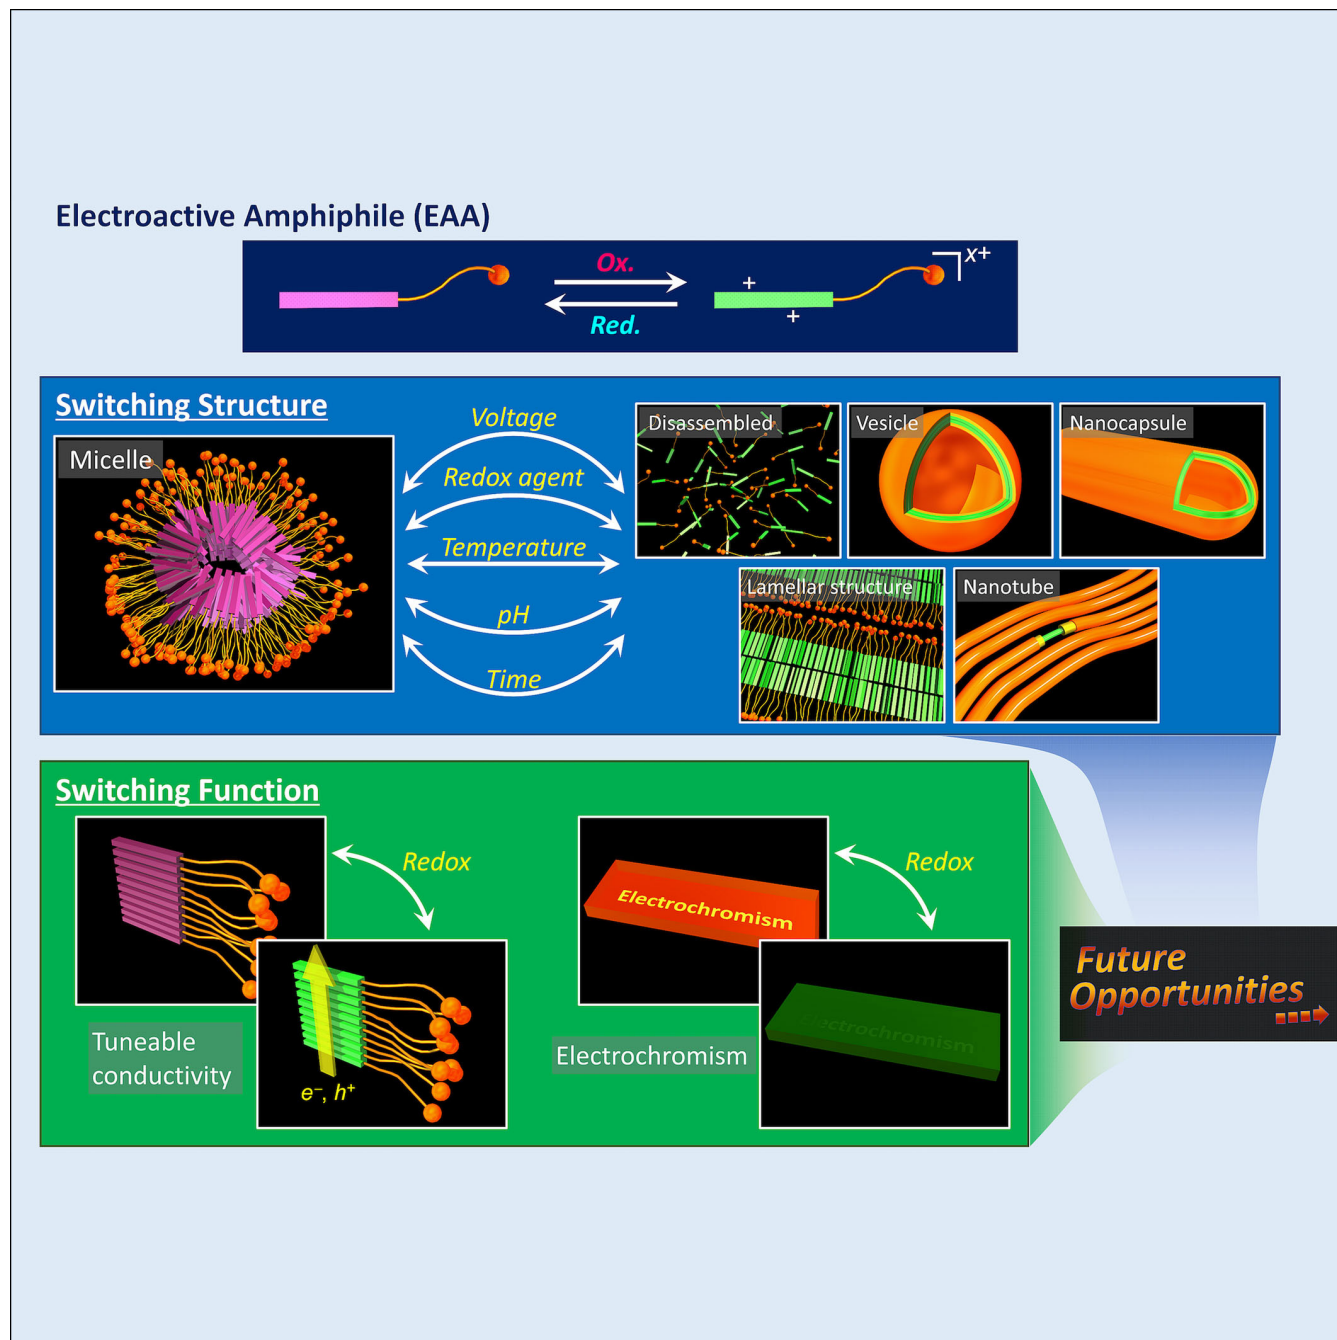 Electroactive Amphiphile (EAA)
Ox.
Red.
+
+
x+
Switching Structure
Micelle
Voltage
Redox agent
Temperature
pH
Time
Disassembled
Vesicle
Nanocapsule
Lamellar structure
Nanotube
Switching Function
Redox
Tuneable
conductivity
e⁻, h⁺
Electrochromism
Redox
Electrochromism
Electrochromism
Future
Opportunities